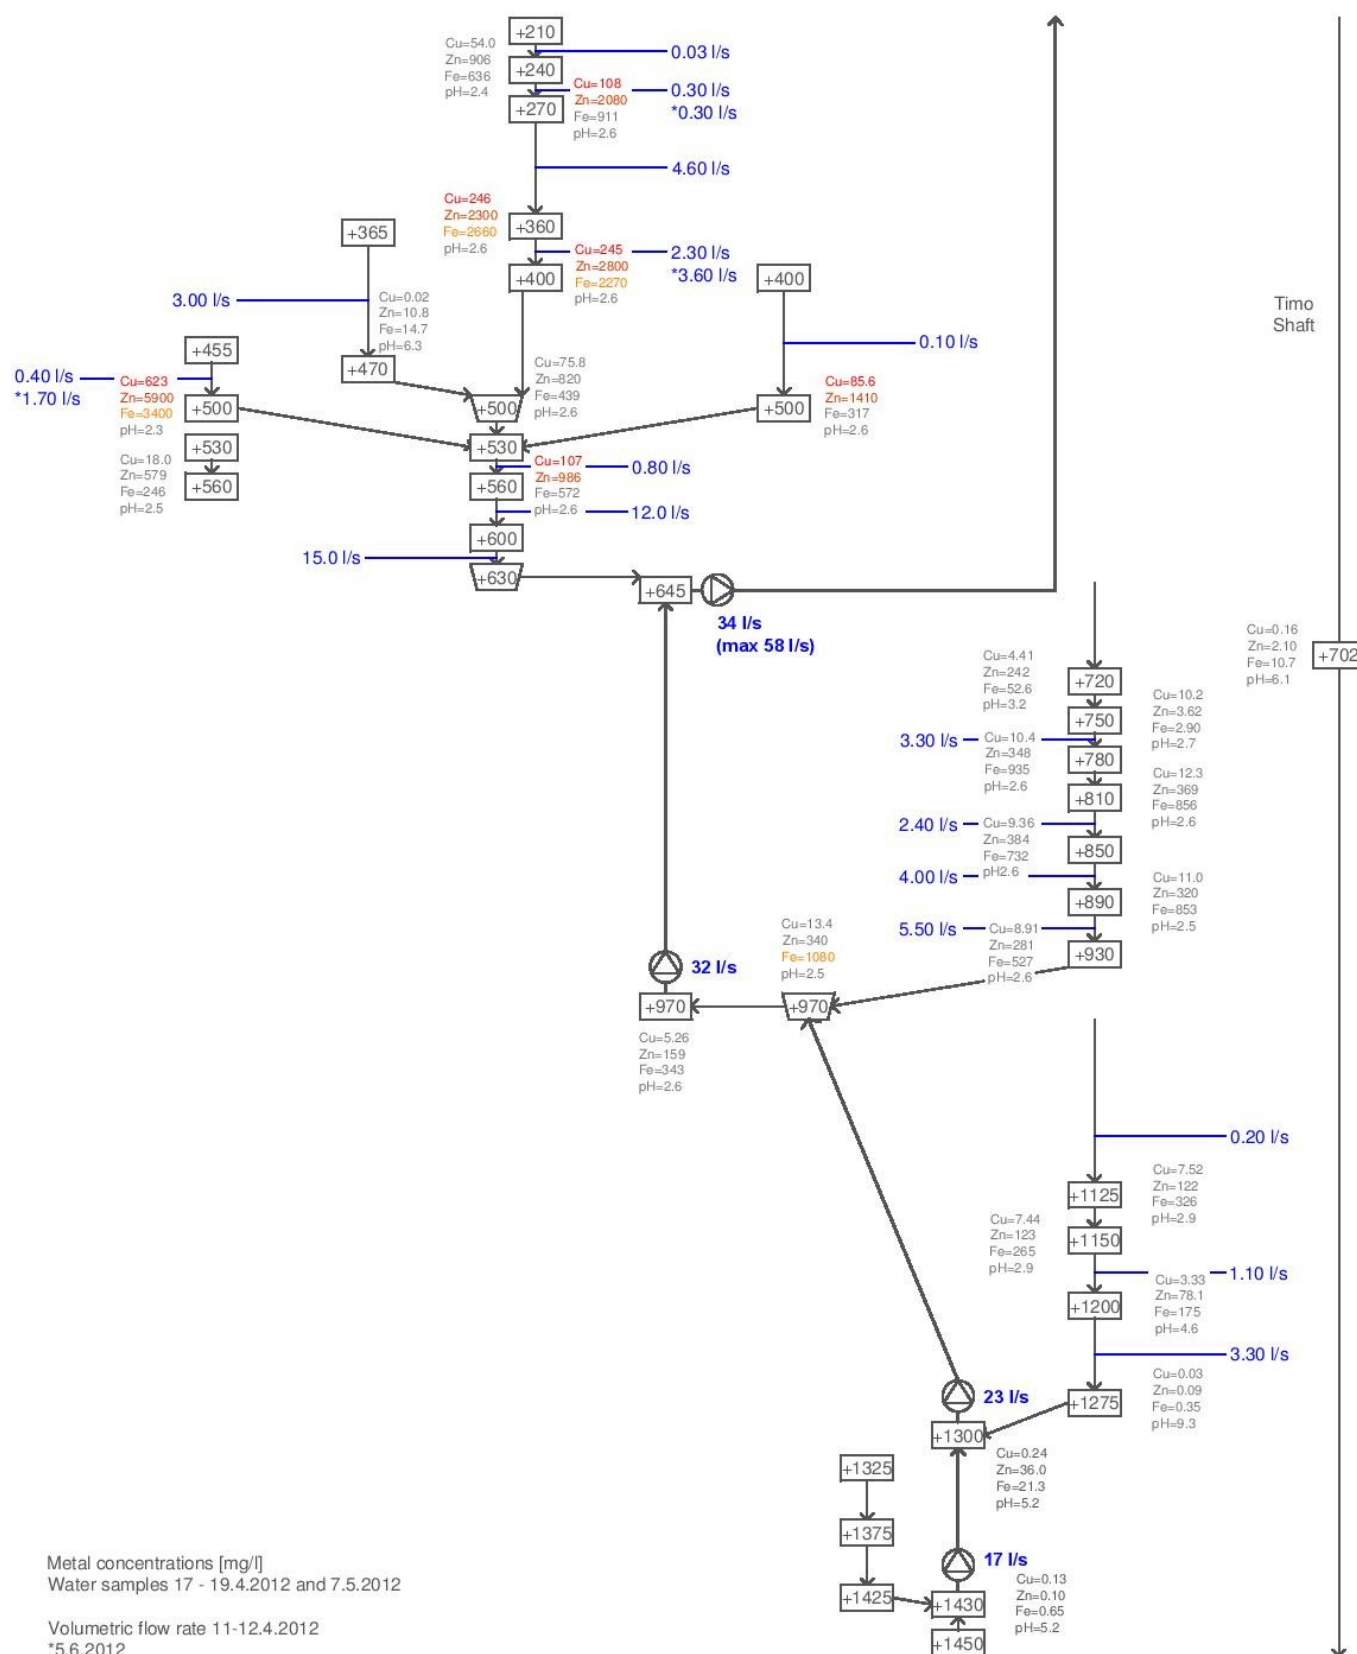 +210
Cu=54.0
Zn=906
Fe=636
pH=2.4
0.03 l/s
+240
Cu=108
Zn=2080
Fe=911
pH=2.6
0.30 l/s
*0.30 l/s
+270
4.60 l/s
Cu=246
Zn=2300
Fe=2660
pH=2.6
+360
Cu=245
Zn=2800
Fe=2270
pH=2.6
2.30 l/s
*3.60 l/s
+400
+365
3.00 l/s
Cu=0.02
Zn=10.8
Fe=14.7
pH=6.3
+470
+400
0.10 l/s
Cu=85.6
Zn=1410
Fe=317
pH=2.6
+500
+455
0.40 l/s
*1.70 l/s
Cu=623
Zn=5900
Fe=3400
pH=2.3
+500
+530
Cu=18.0
Zn=579
Fe=246
pH=2.5
+560
Cu=75.8
Zn=820
Fe=439
pH=2.6
+500
+530
Cu=107
Zn=986
Fe=572
pH=2.6
0.80 l/s
+560
12.0 l/s
+600
15.0 l/s
+630
+645
34 l/s
(max 58 l/s)
Timo
Shaft
Cu=0.16
Zn=2.10
Fe=10.7
pH=6.1
+702
Cu=4.41
Zn=242
Fe=52.6
pH=3.2
+720
Cu=10.2
Zn=3.62
Fe=2.90
pH=2.7
+750
3.30 l/s
Cu=10.4
Zn=348
Fe=935
pH=2.6
+780
Cu=12.3
Zn=369
Fe=856
pH=2.6
+810
2.40 l/s
Cu=9.36
Zn=384
Fe=732
pH2.6
+850
4.00 l/s
Cu=11.0
Zn=320
Fe=853
pH=2.5
+890
5.50 l/s
Cu=8.91
Zn=281
Fe=527
pH=2.6
+930
Cu=13.4
Zn=340
Fe=1080
pH=2.5
32 l/s
+970
+970
Cu=5.26
Zn=159
Fe=343
pH=2.6
0.20 l/s
Cu=7.52
Zn=122
Fe=326
pH=2.9
+1125
Cu=7.44
Zn=123
Fe=265
pH=2.9
+1150
1.10 l/s
Cu=3.33
Zn=78.1
Fe=175
pH=4.6
+1200
3.30 l/s
Cu=0.03
Zn=0.09
Fe=0.35
pH=9.3
+1275
23 l/s
+1300
Cu=0.24
Zn=36.0
Fe=21.3
pH=5.2
+1325
+1375
+1425
17 l/s
Cu=0.13
Zn=0.10
Fe=0.65
pH=5.2
+1430
+1450
Metal concentrations [mg/l]
Water samples 17 - 19.4.2012 and 7.5.2012
Volumetric flow rate 11-12.4.2012
*5.6.2012